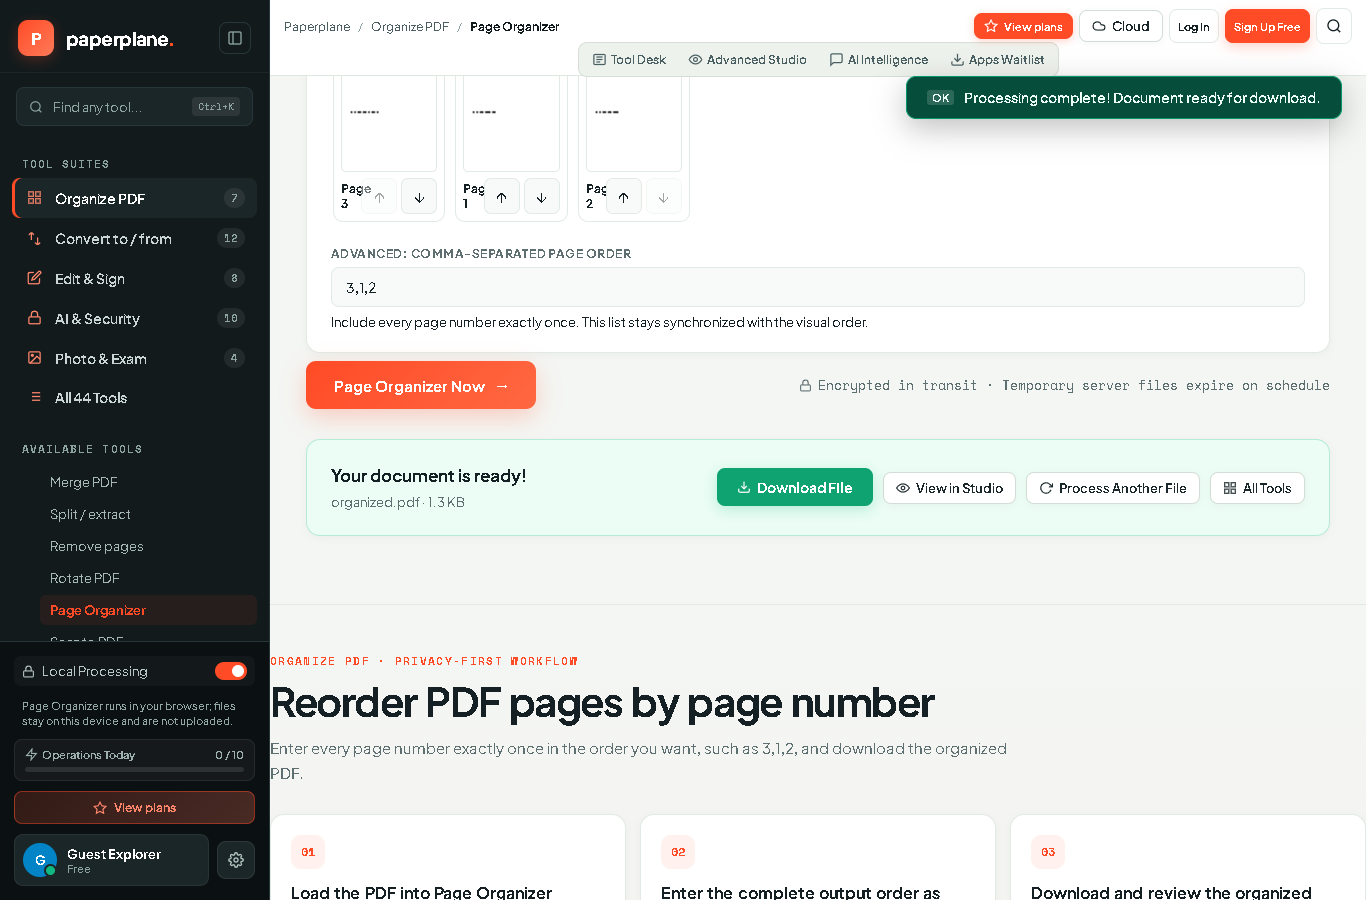 P paperplane.
Find any tool... Ctrl+K
TOOL SUITES
Organize PDF 7
Convert to / from 12
Edit & Sign 8
AI & Security 10
Photo & Exam 4
All 44 Tools
AVAILABLE TOOLS
Merge PDF
Split / extract
Remove pages
Rotate PDF
Page Organizer
Local Processing
Page Organizer runs in your browser; files
stay on this device and are not uploaded.
Operations Today 0 / 10
View plans
G Guest Explorer
Free
Paperplane / Organize PDF / Page Organizer
View plans Cloud Log In Sign Up Free
Tool Desk Advanced Studio AI Intelligence Apps Waitlist
OK Processing complete! Document ready for download.
Page 3 ↑ ↓
Page 1 ↑ ↓
Page 2 ↑ ↓
ADVANCED: COMMA-SEPARATED PAGE ORDER
3,1,2
Include every page number exactly once. This list stays synchronized with the visual order.
Page Organizer Now →
Encrypted in transit · Temporary server files expire on schedule
Your document is ready!
organized.pdf · 1.3 KB
Download File View in Studio Process Another File All Tools
ORGANIZE PDF · PRIVACY-FIRST WORKFLOW
Reorder PDF pages by page number
Enter every page number exactly once in the order you want, such as 3,1,2, and download the organized
PDF.
01
Load the PDF into Page Organizer
02
Enter the complete output order as
03
Download and review the organized